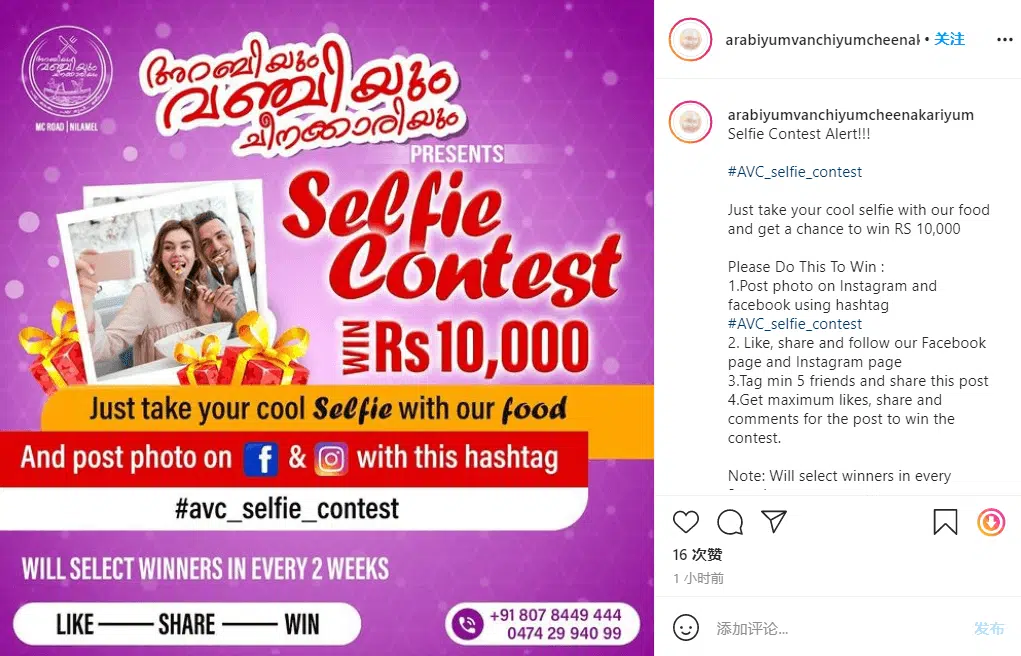 അറബിയും
വഞ്ചിയും
ചീനക്കാരിയും
MC ROAD | NILAMEL
അറബിയും
വഞ്ചിയും
ചീനക്കാരിയും
PRESENTS
Selfie
Contest
WIN Rs 10,000
Just take your cool Selfie with our food
And post photo on & with this hashtag
#avc_selfie_contest
WILL SELECT WINNERS IN EVERY 2 WEEKS
LIKE — SHARE — WIN
+91 807 8449 444
0474 29 940 99
arabiyumvanchiyumcheenak • 关注
arabiyumvanchiyumcheenakariyum
Selfie Contest Alert!!!
#AVC_selfie_contest
Just take your cool selfie with our food
and get a chance to win RS 10,000
Please Do This To Win :
1.Post photo on Instagram and
facebook using hashtag
#AVC_selfie_contest
2. Like, share and follow our Facebook
page and Instagram page
3.Tag min 5 friends and share this post
4.Get maximum likes, share and
comments for the post to win the
contest.
Note: Will select winners in every
16 次赞
1 小时前
添加评论...
发布